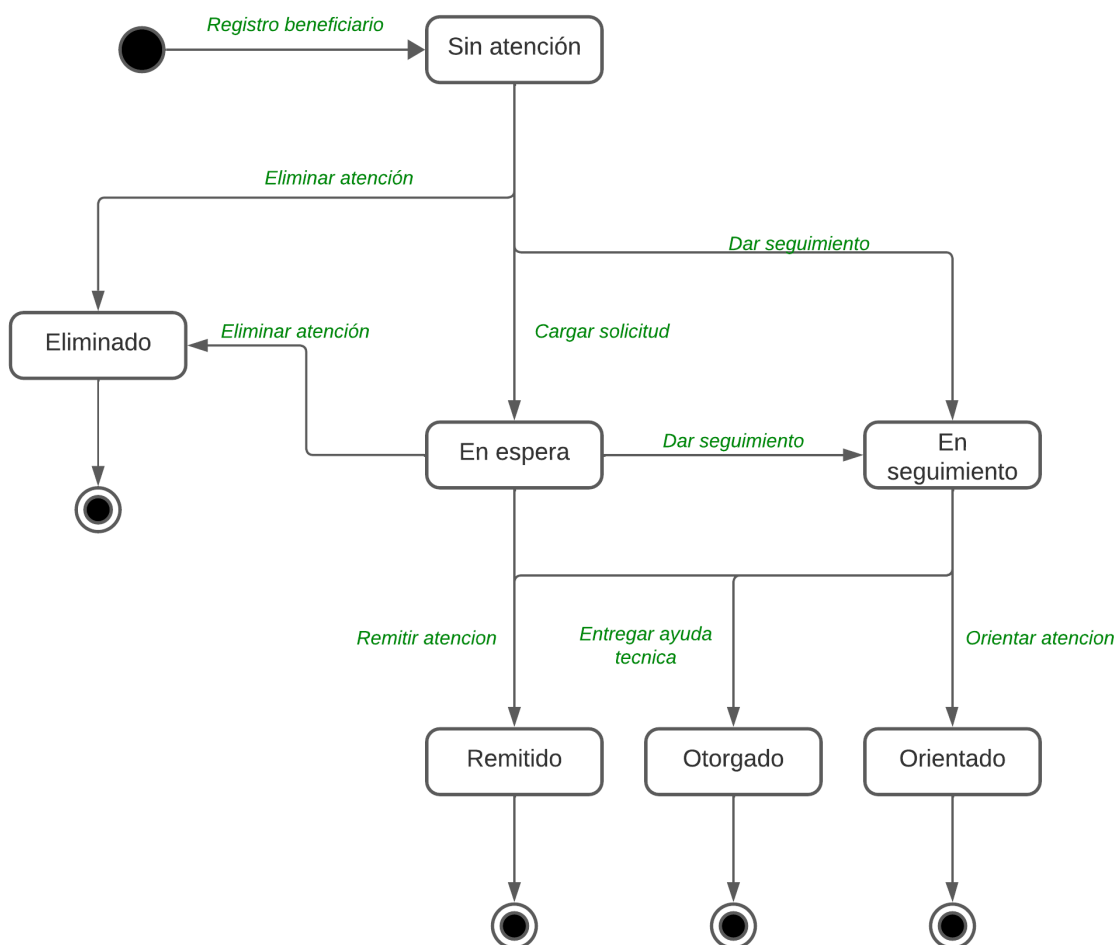 Registro beneficiario
Sin atención
Eliminar atención
Dar seguimiento
Eliminado
Eliminar atención
Cargar solicitud
En espera
Dar seguimiento
En
seguimiento
Remitir atencion
Entregar ayuda
tecnica
Orientar atencion
Remitido
Otorgado
Orientado